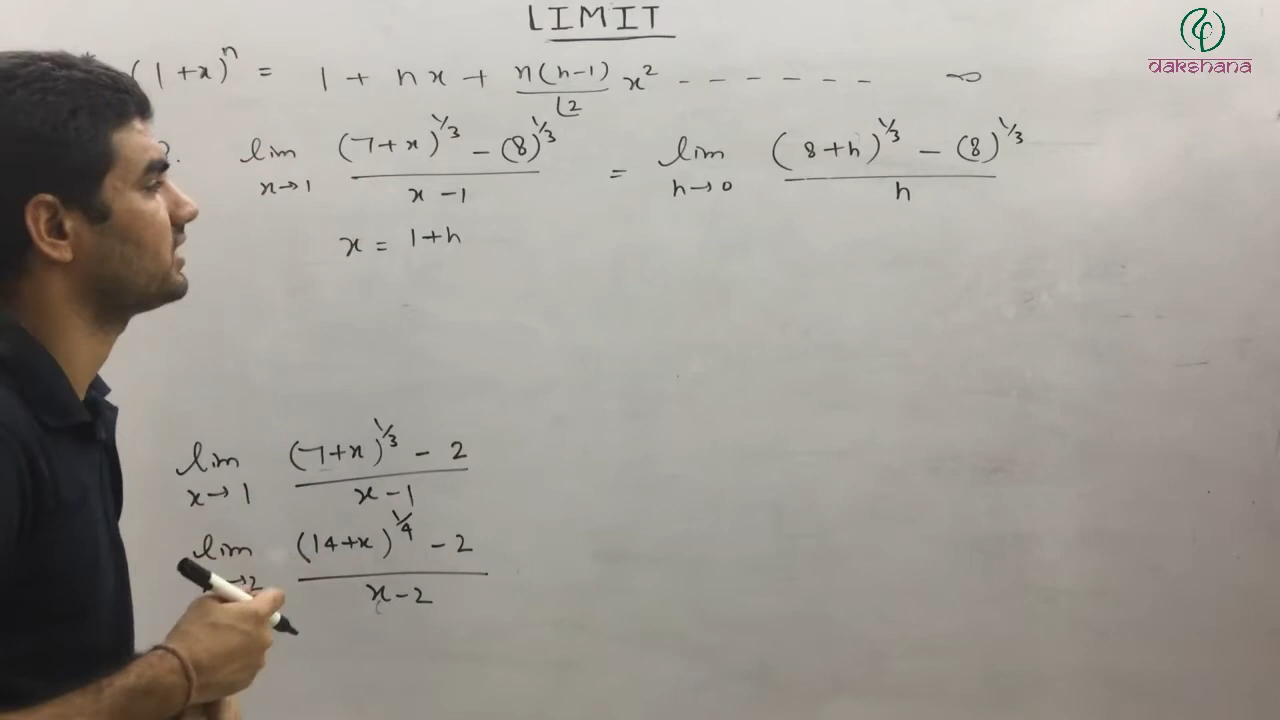 LIMIT
dakshana
(1+x)^n = 1 + nx + n(n-1)/⌊2 x² - - - - - - - ∞
lim x→1 ((7+x)^1/3 - (8)^1/3)/(x-1) = lim h→0 ((8+h)^1/3 - (8)^1/3)/h
x = 1+h
lim x→1 ((7+x)^1/3 - 2)/(x-1)
lim →2 ((14+x)^1/4 - 2)/(x-2)